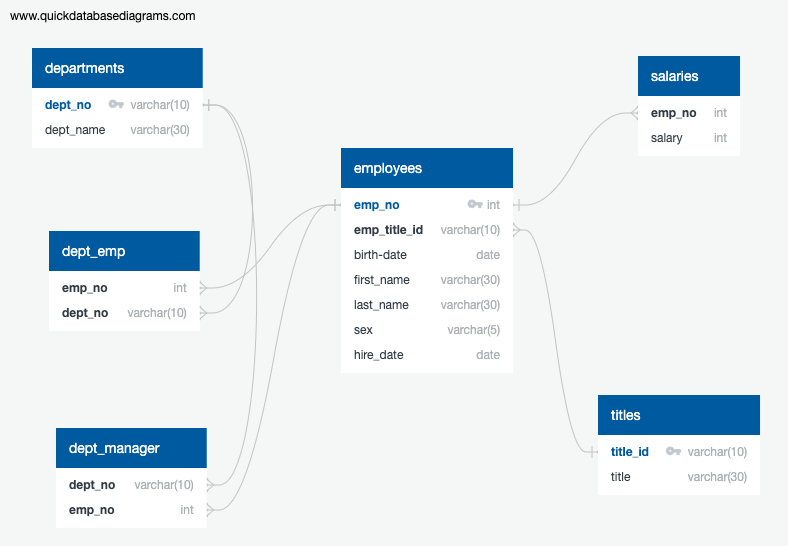 www.quickdatabasediagrams.com
departments
dept_no varchar(10)
dept_name varchar(30)
dept_emp
emp_no int
dept_no varchar(10)
dept_manager
dept_no varchar(10)
emp_no int
employees
emp_no int
emp_title_id varchar(10)
birth-date date
first_name varchar(30)
last_name varchar(30)
sex varchar(5)
hire_date date
salaries
emp_no int
salary int
titles
title_id varchar(10)
title varchar(30)